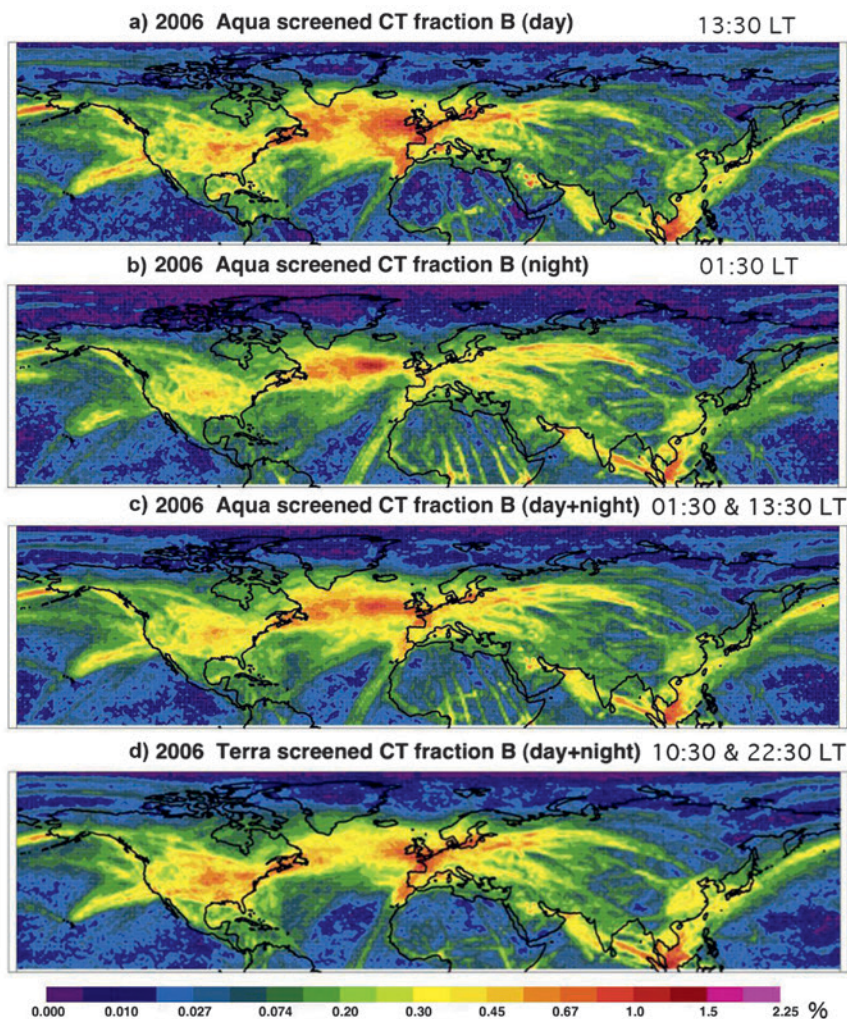 a) 2006 Aqua screened CT fraction B (day) 13:30 LT
b) 2006 Aqua screened CT fraction B (night) 01:30 LT
c) 2006 Aqua screened CT fraction B (day+night) 01:30 & 13:30 LT
d) 2006 Terra screened CT fraction B (day+night) 10:30 & 22:30 LT
0.000 0.010 0.027 0.074 0.20 0.30 0.45 0.67 1.0 1.5 2.25 %